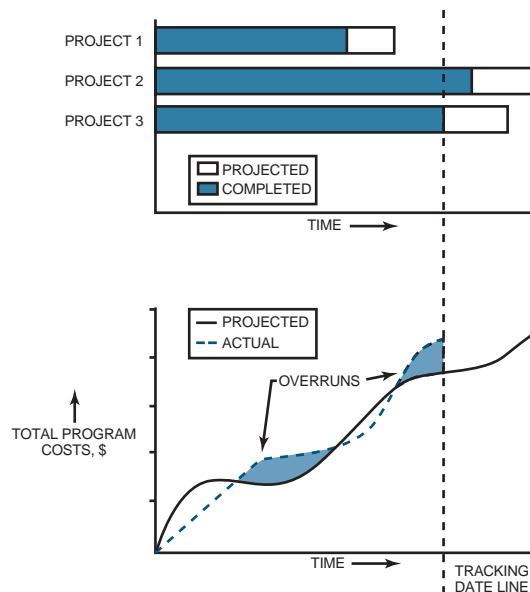 PROJECT 1
PROJECT 2
PROJECT 3
PROJECTED
COMPLETED
TIME
PROJECTED
ACTUAL
OVERRUNS
TOTAL PROGRAM
COSTS, $
TIME
TRACKING
DATE LINE